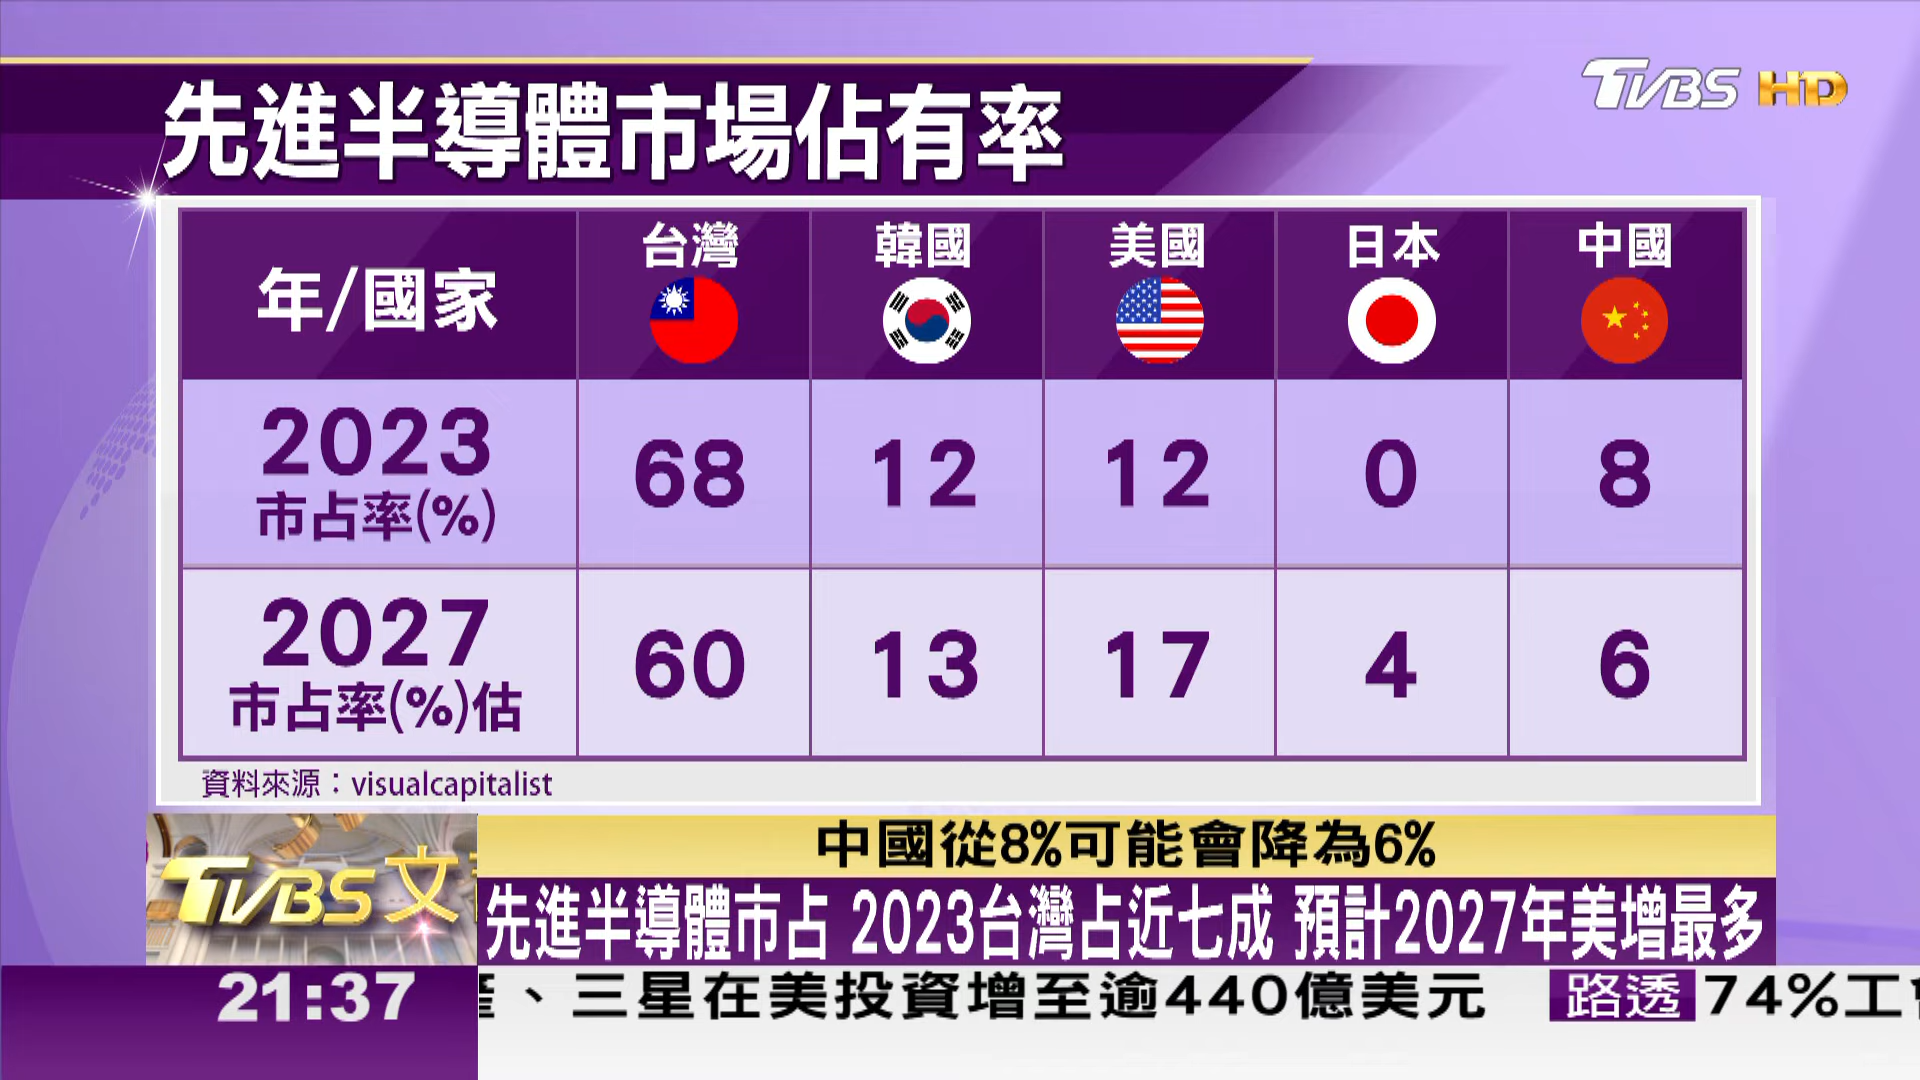 先進半導體市場佔有率
TVBS HD
年/國家 台灣 韓國 美國 日本 中國
2023 市占率(%) 68 12 12 0 8
2027 市占率(%)估 60 13 17 4 6
資料來源：visualcapitalist
中國從8%可能會降為6%
TVBS文
先進半導體市占 2023台灣占近七成 預計2027年美增最多
21:37
、三星在美投資增至逾440億美元 路透 74%工